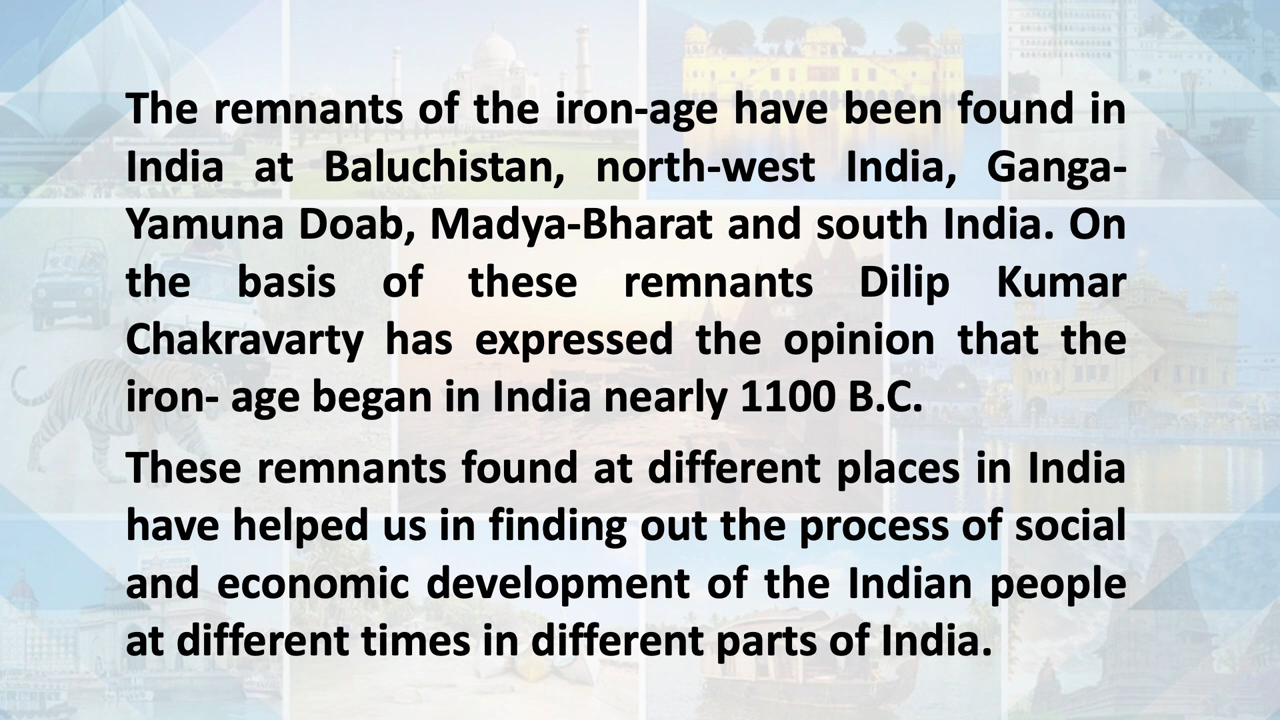 The remnants of the iron-age have been found in
India at Baluchistan, north-west India, Ganga-
Yamuna Doab, Madya-Bharat and south India. On
the basis of these remnants Dilip Kumar
Chakravarty has expressed the opinion that the
iron- age began in India nearly 1100 B.C.
These remnants found at different places in India
have helped us in finding out the process of social
and economic development of the Indian people
at different times in different parts of India.